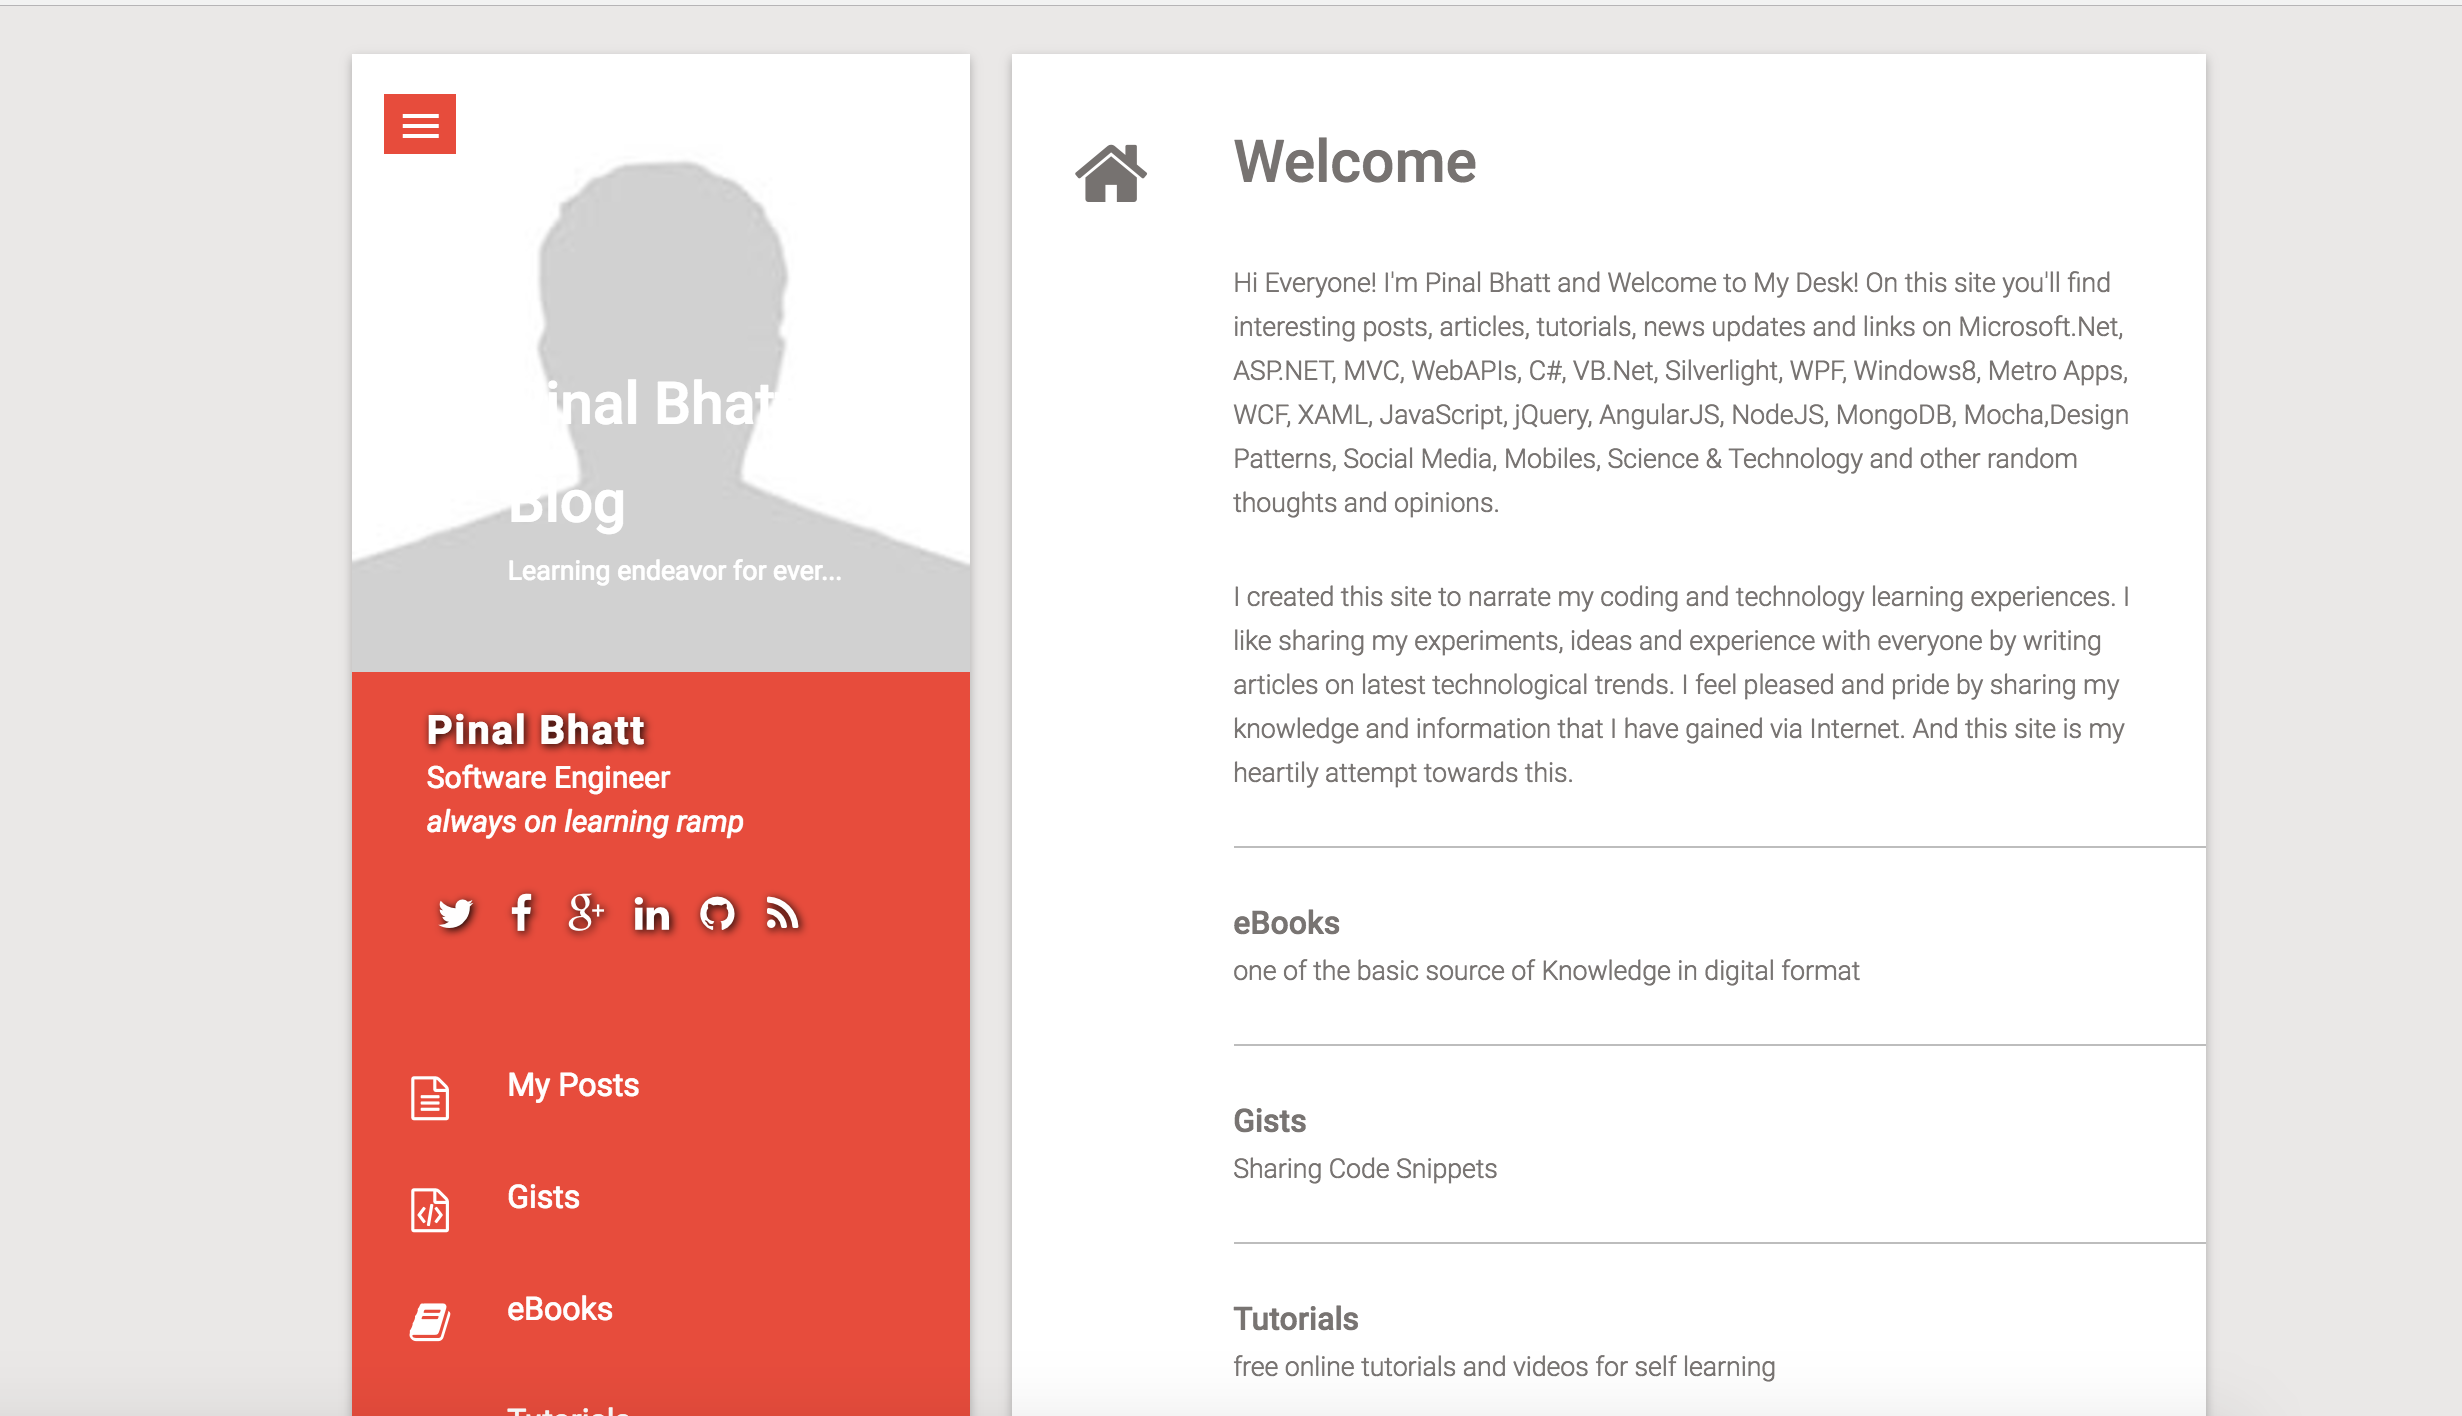 Pinal Bhatt
Blog
Learning endeavor for ever...
Pinal Bhatt
Software Engineer
always on learning ramp
My Posts
Gists
eBooks
Tutorials
Welcome
Hi Everyone! I'm Pinal Bhatt and Welcome to My Desk! On this site you'll find
interesting posts, articles, tutorials, news updates and links on Microsoft.Net,
ASP.NET, MVC, WebAPIs, C#, VB.Net, Silverlight, WPF, Windows8, Metro Apps,
WCF, XAML, JavaScript, jQuery, AngularJS, NodeJS, MongoDB, Mocha,Design
Patterns, Social Media, Mobiles, Science & Technology and other random
thoughts and opinions.
I created this site to narrate my coding and technology learning experiences. I
like sharing my experiments, ideas and experience with everyone by writing
articles on latest technological trends. I feel pleased and pride by sharing my
knowledge and information that I have gained via Internet. And this site is my
heartily attempt towards this.
eBooks
one of the basic source of Knowledge in digital format
Gists
Sharing Code Snippets
Tutorials
free online tutorials and videos for self learning